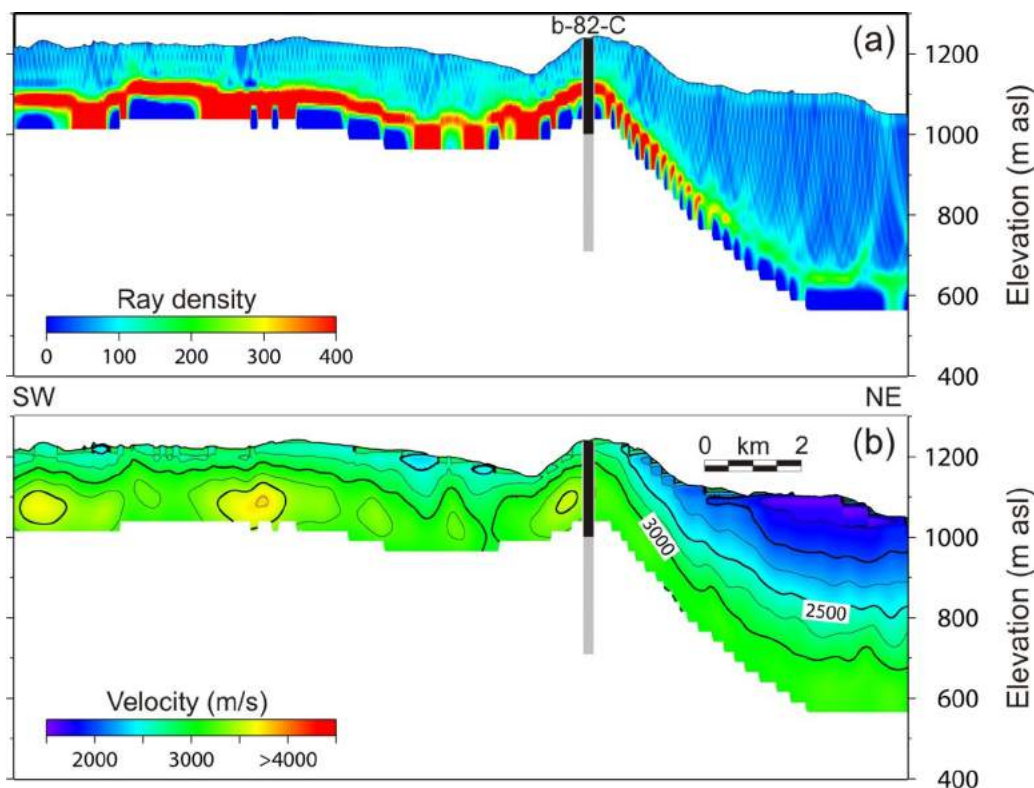 b-82-C
(a)
1200
1000
800
600
400
Elevation (m asl)
Ray density
0 100 200 300 400
SW NE
(b)
0 km 2
1200
1000
800
600
400
Elevation (m asl)
3000
2500
Velocity (m/s)
2000 3000 >4000